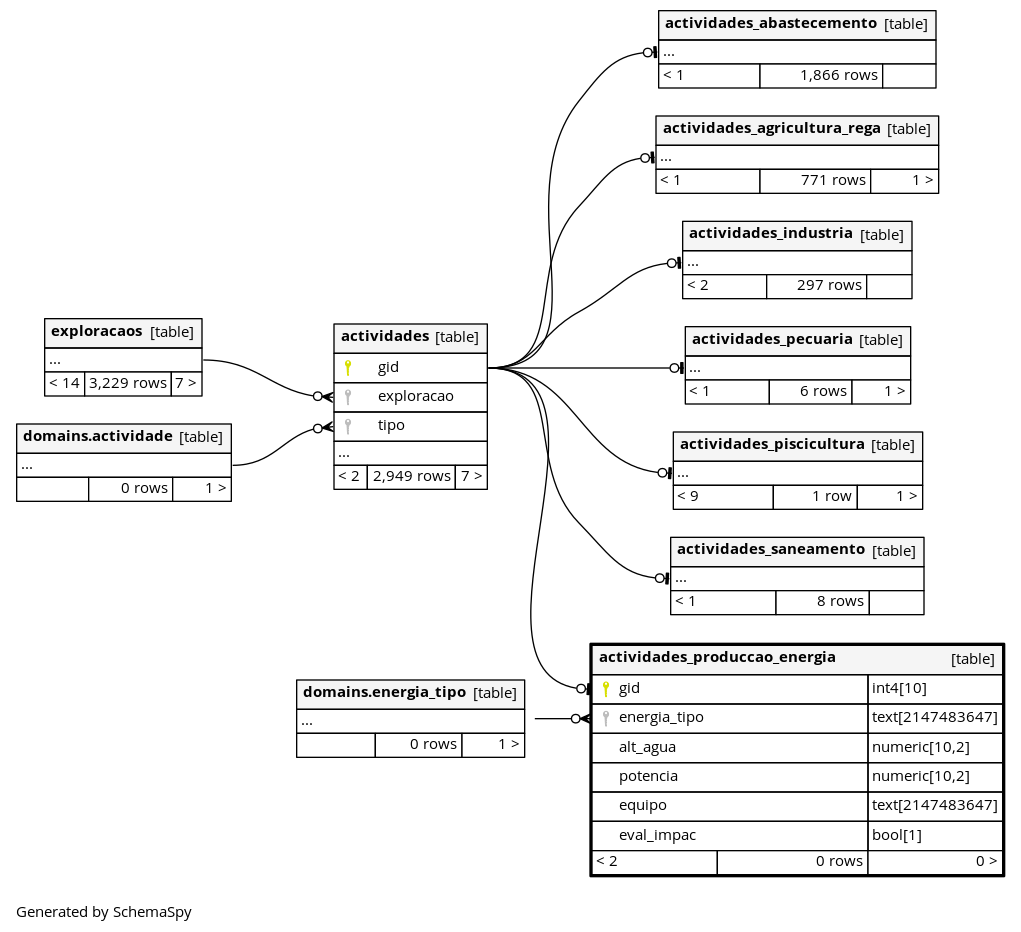 actividades_abastecemento [table]
...
< 1 1,866 rows
actividades_agricultura_rega [table]
...
< 1 771 rows 1 >
actividades_industria [table]
...
< 2 297 rows
exploracaos [table]
...
< 14 3,229 rows 7 >
domains.actividade [table]
...
0 rows 1 >
actividades [table]
gid
exploracao
tipo
...
< 2 2,949 rows 7 >
actividades_pecuaria [table]
...
< 1 6 rows 1 >
actividades_piscicultura [table]
...
< 9 1 row 1 >
actividades_saneamento [table]
...
< 1 8 rows
domains.energia_tipo [table]
...
0 rows 1 >
actividades_produccao_energia [table]
gid int4[10]
energia_tipo text[2147483647]
alt_agua numeric[10,2]
potencia numeric[10,2]
equipo text[2147483647]
eval_impac bool[1]
< 2 0 rows 0 >
Generated by SchemaSpy